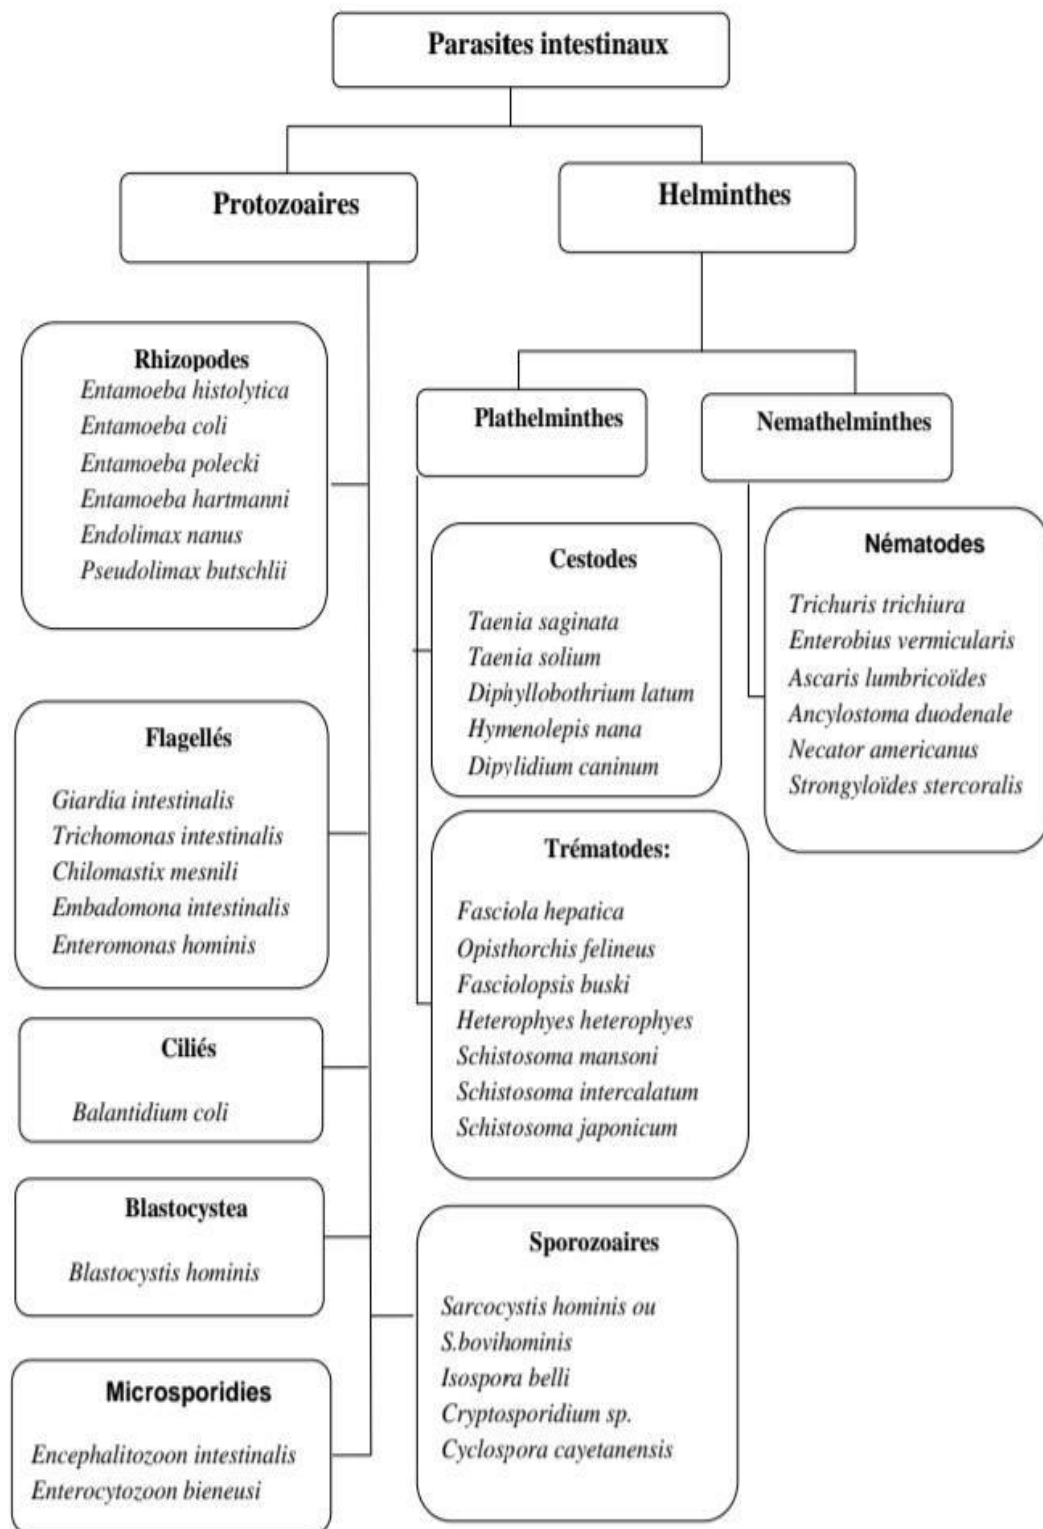 Parasites intestinaux
Protozoaires
Helminthes
Rhizopodes
Entamoeba histolytica
Entamoeba coli
Entamoeba polecki
Entamoeba hartmanni
Endolimax nanus
Pseudolimax butschlii
Flagellés
Giardia intestinalis
Trichomonas intestinalis
Chilomastix mesnili
Embadomona intestinalis
Enteromonas hominis
Ciliés
Balantidium coli
Blastocystea
Blastocystis hominis
Microsporidies
Encephalitozoon intestinalis
Enterocytozoon bieneusi
Sporozoaires
Sarcocystis hominis ou
S.bovihominis
Isospora belli
Cryptosporidium sp.
Cyclospora cayetanensis
Plathelminthes
Cestodes
Taenia saginata
Taenia solium
Diphyllobothrium latum
Hymenolepis nana
Dipylidium caninum
Trématodes:
Fasciola hepatica
Opisthorchis felineus
Fasciolopsis buski
Heterophyes heterophyes
Schistosoma mansoni
Schistosoma intercalatum
Schistosoma japonicum
Nemathelminthes
Nématodes
Trichuris trichiura
Enterobius vermicularis
Ascaris lumbricoïdes
Ancylostoma duodenale
Necator americanus
Strongyloïdes stercoralis